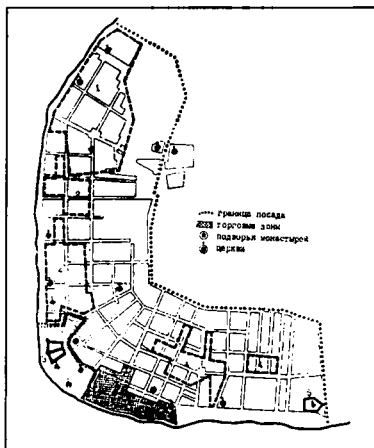 граница посада
торговые зоны
подворья монастырей
церкви